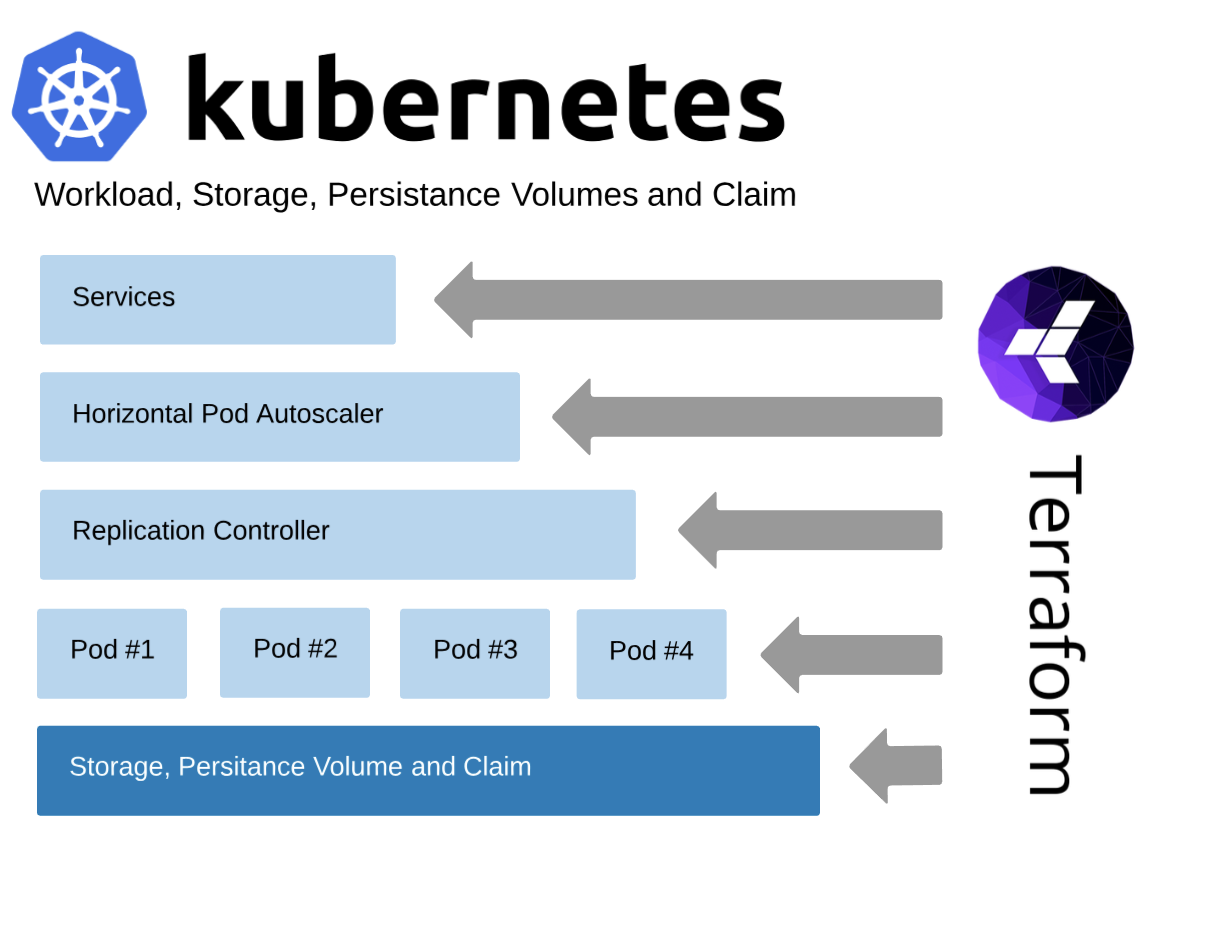 kubernetes
Workload, Storage, Persistance Volumes and Claim
Services
Horizontal Pod Autoscaler
Replication Controller
Pod #1
Pod #2
Pod #3
Pod #4
Storage, Persitance Volume and Claim
Terraform